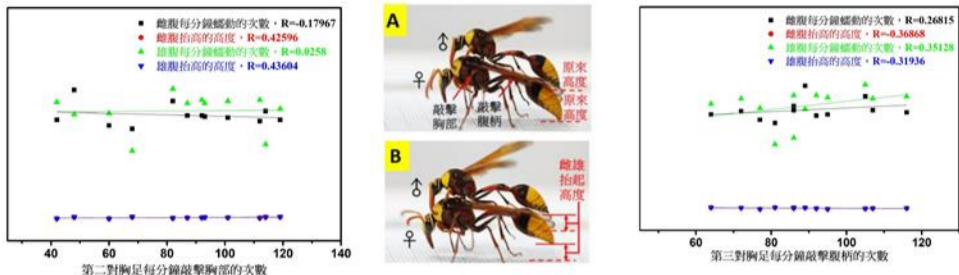 雌腹每分鐘蠕動的次數，R=-0.17967
雌腹抬高的高度，R=0.42596
雄腹每分鐘蠕動的次數，R=0.0258
雄腹抬高的高度，R=0.43604
20 40 60 80 100 120 140
第二對胸足每分鐘敲擊胸部的次數
A
♂
♀
敲擊
胸部
敲擊
腹柄
原來
高度
原來
高度
B
♂
♀
雌雄
抬起
高度
雌腹每分鐘蠕動的次數，R=0.26815
雌腹抬高的高度，R=-0.36868
雄腹每分鐘蠕動的次數，R=0.35128
雄腹抬高的高度，R=-0.31936
60 80 100 120
第三對胸足每分鐘敲擊腹柄的次數